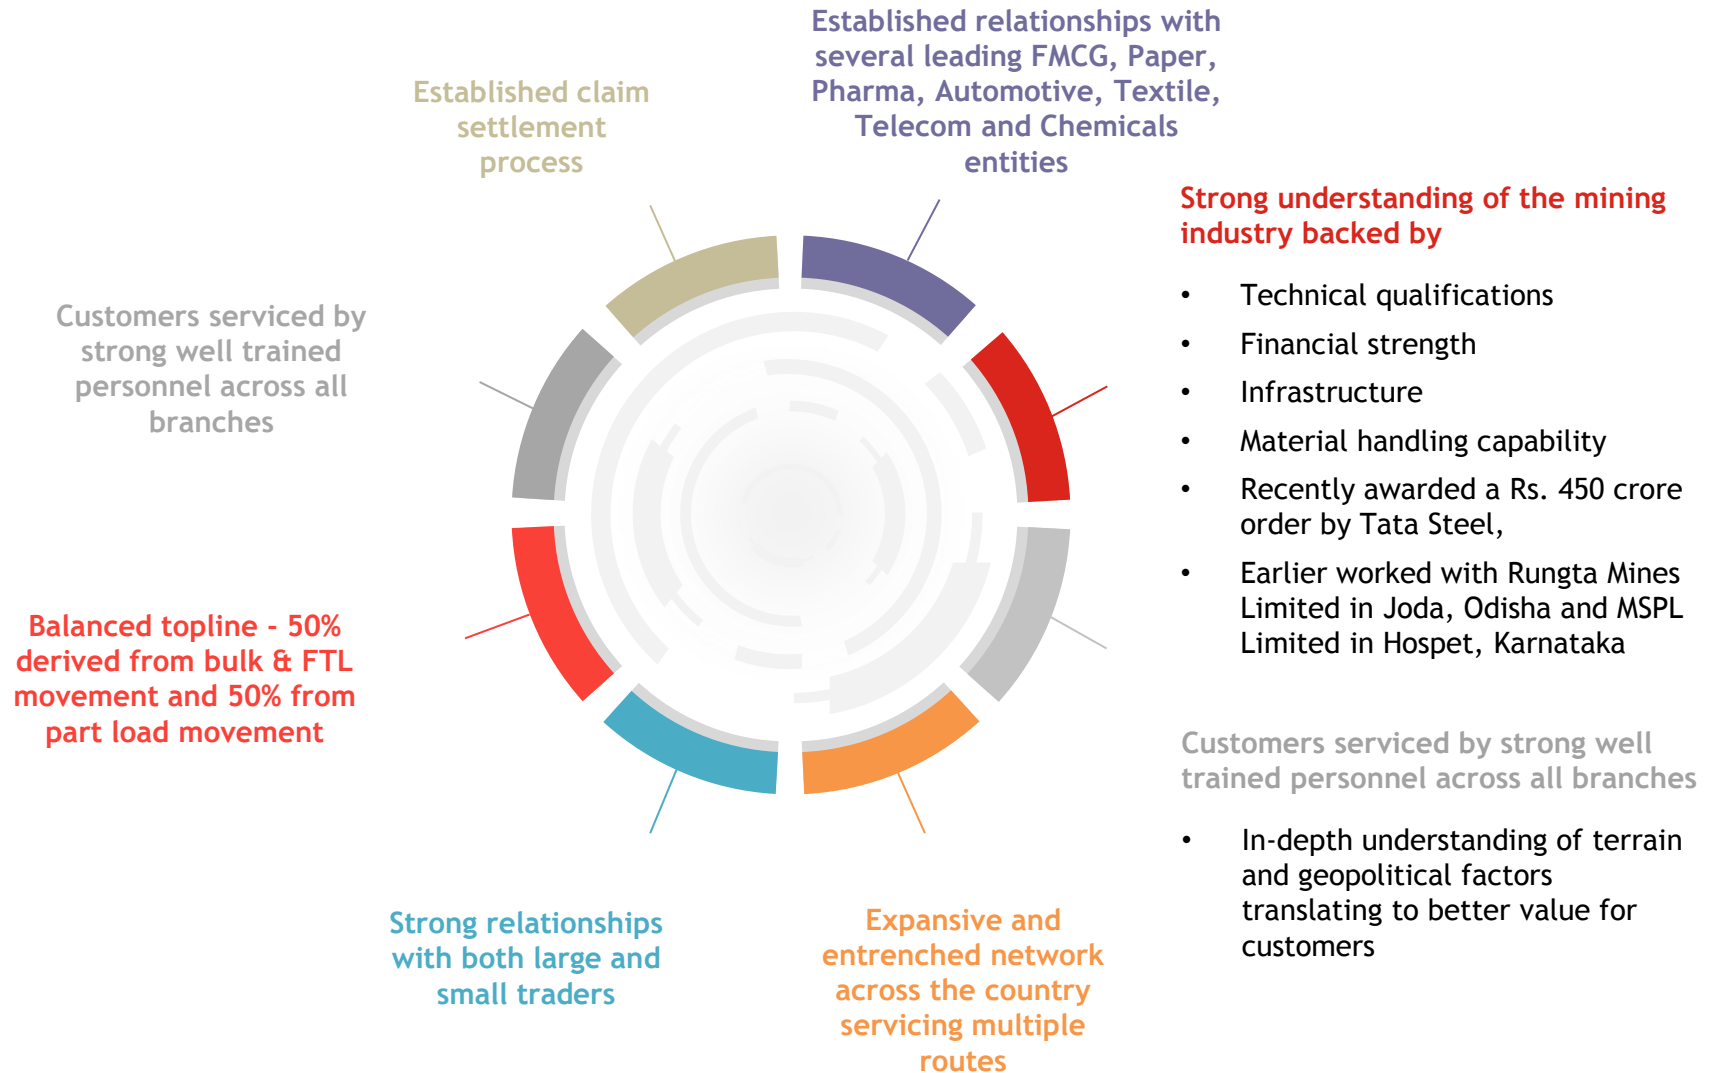 Established relationships with
several leading FMCG, Paper,
Pharma, Automotive, Textile,
Telecom and Chemicals
entities
Established claim
settlement
process
Strong understanding of the mining
industry backed by
• Technical qualifications
• Financial strength
• Infrastructure
• Material handling capability
• Recently awarded a Rs. 450 crore
order by Tata Steel,
• Earlier worked with Rungta Mines
Limited in Joda, Odisha and MSPL
Limited in Hospet, Karnataka
Customers serviced by
strong well trained
personnel across all
branches
Balanced topline - 50%
derived from bulk & FTL
movement and 50% from
part load movement
Customers serviced by strong well
trained personnel across all branches
• In-depth understanding of terrain
and geopolitical factors
translating to better value for
customers
Strong relationships
with both large and
small traders
Expansive and
entrenched network
across the country
servicing multiple
routes